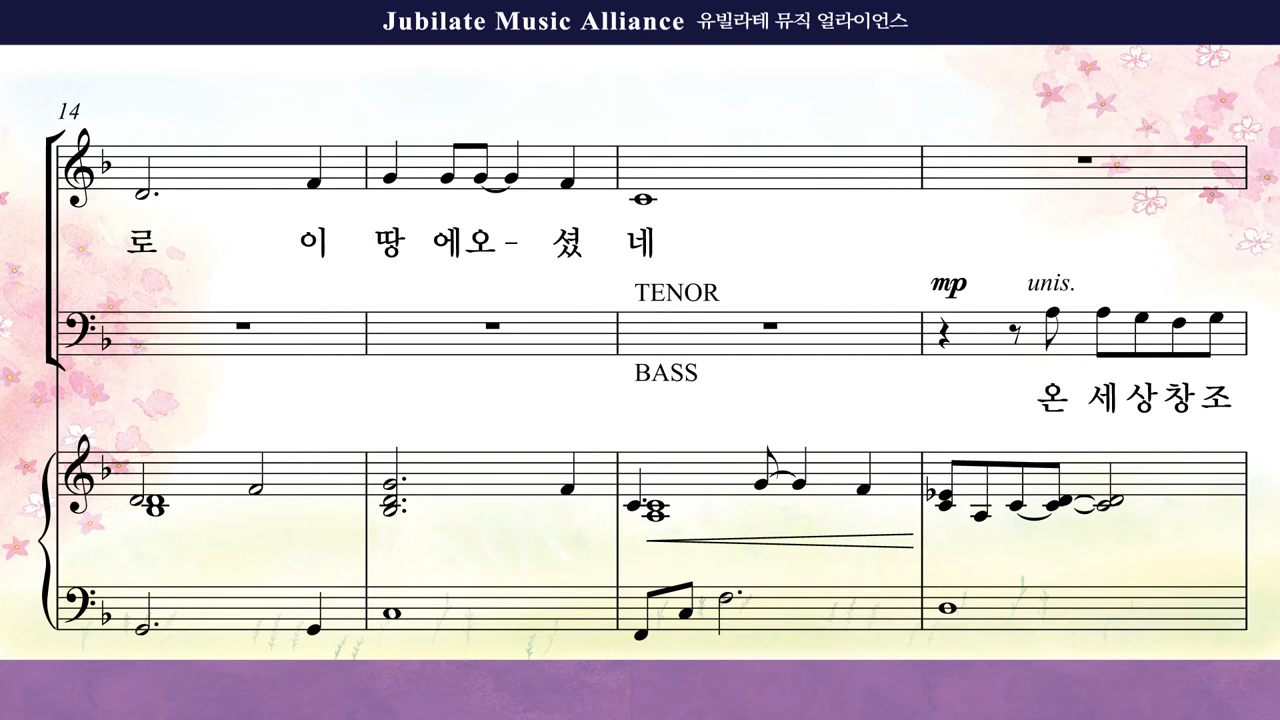 Jubilate Music Alliance 유빌라테 뮤직 얼라이언스
14
로 이 땅 에오 - 셨 네
TENOR
mp unis.
BASS
온 세상창조